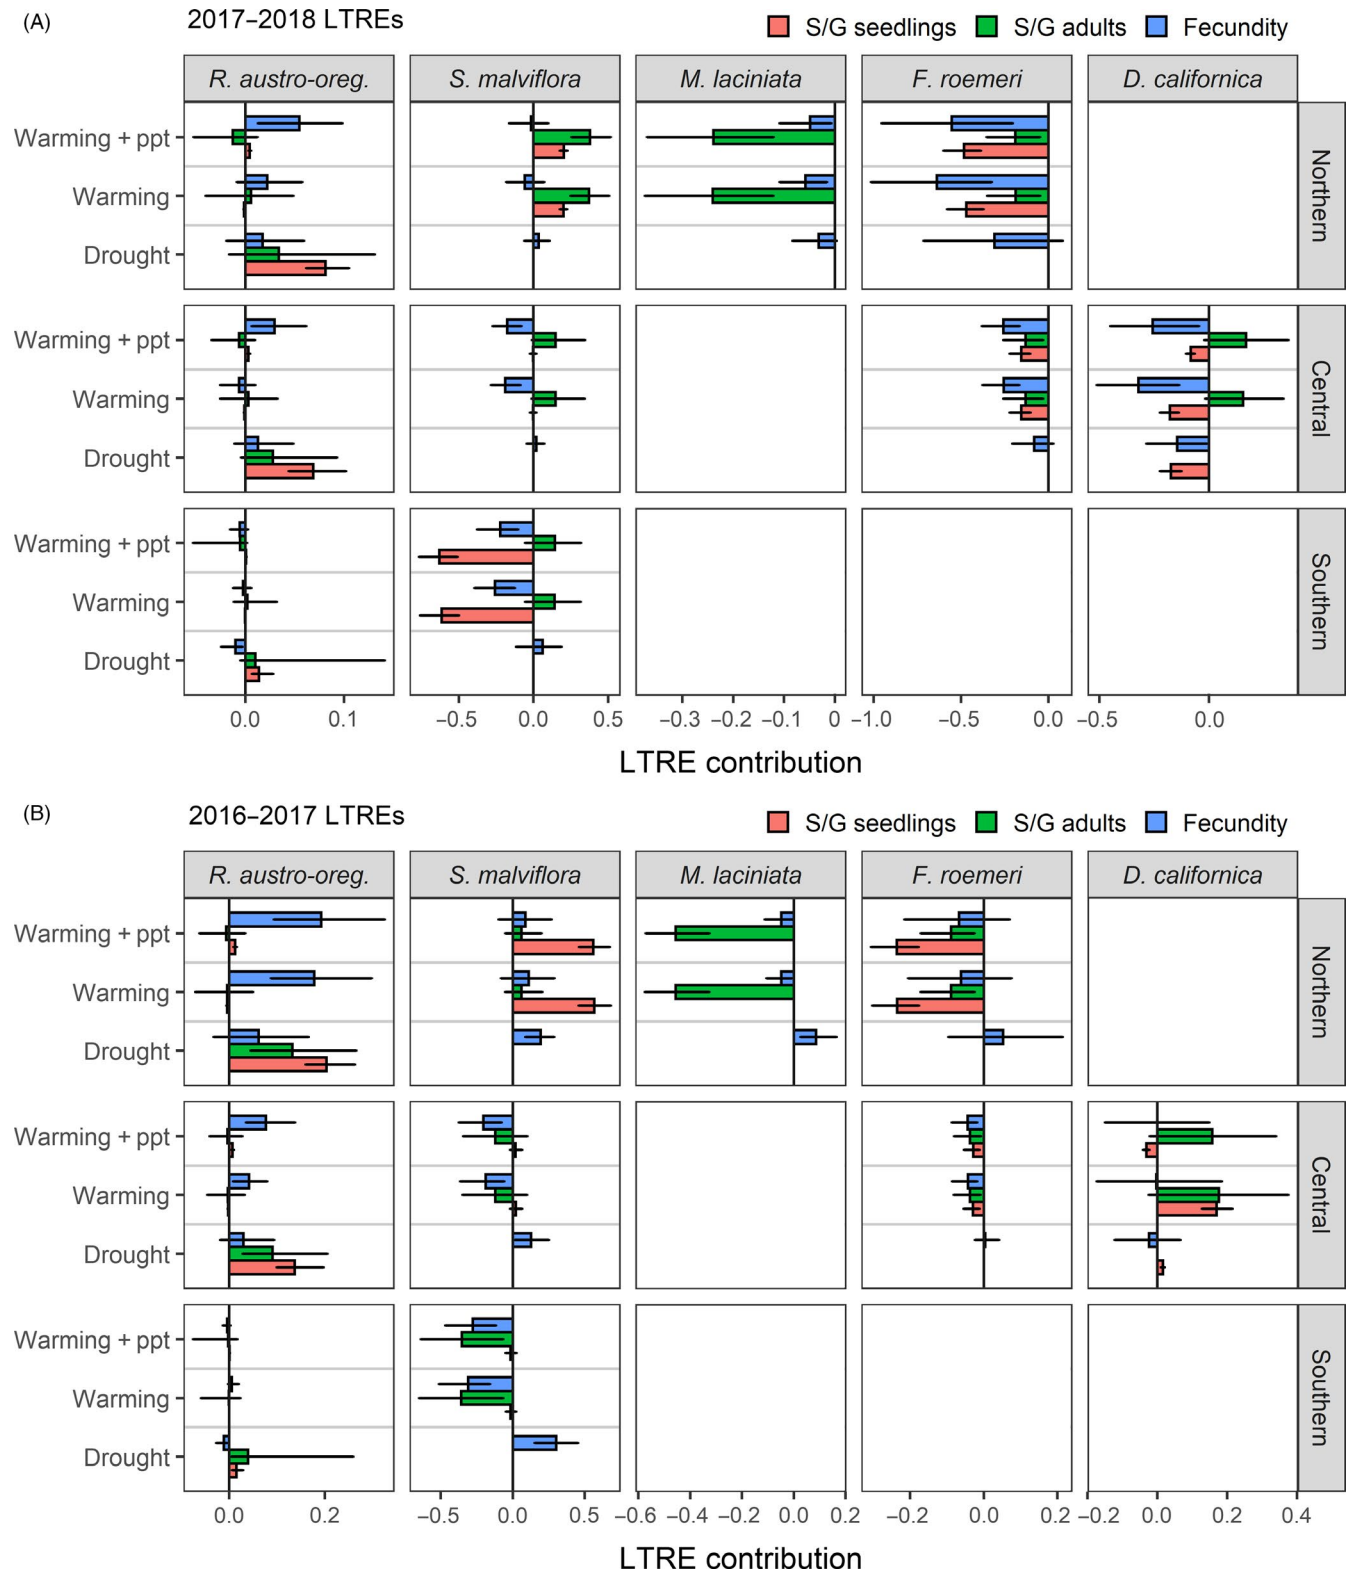 (A)
2017–2018 LTREs
S/G seedlings S/G adults Fecundity
R. austro-oreg. S. malviflora M. laciniata F. roemeri D. californica
Warming + ppt
Warming
Drought
Northern
Warming + ppt
Warming
Drought
Central
Warming + ppt
Warming
Drought
Southern
0.0 0.1 −0.5 0.0 0.5 −0.3 −0.2 −0.1 0 −1.0 −0.5 0.0 −0.5 0.0
LTRE contribution
(B)
2016–2017 LTREs
S/G seedlings S/G adults Fecundity
R. austro-oreg. S. malviflora M. laciniata F. roemeri D. californica
Warming + ppt
Warming
Drought
Northern
Warming + ppt
Warming
Drought
Central
Warming + ppt
Warming
Drought
Southern
0.0 0.2 −0.5 0.0 0.5 −0.6 −0.4 −0.2 0.0 0.2 −0.2 0.0 −0.2 0.0 0.2 0.4
LTRE contribution